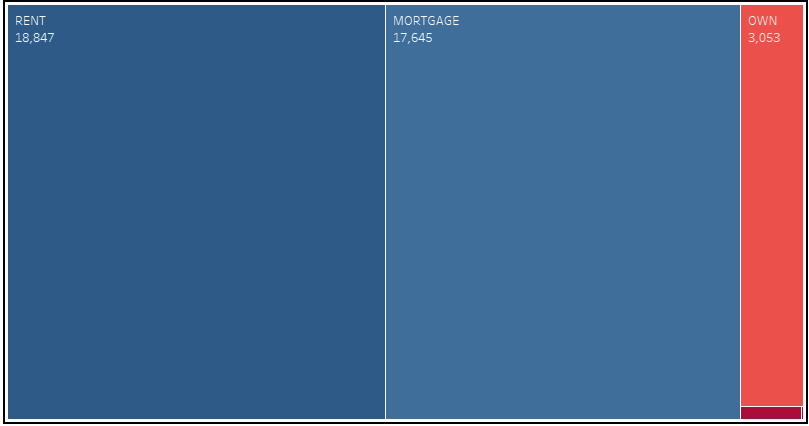 RENT
18,847
MORTGAGE
17,645
OWN
3,053